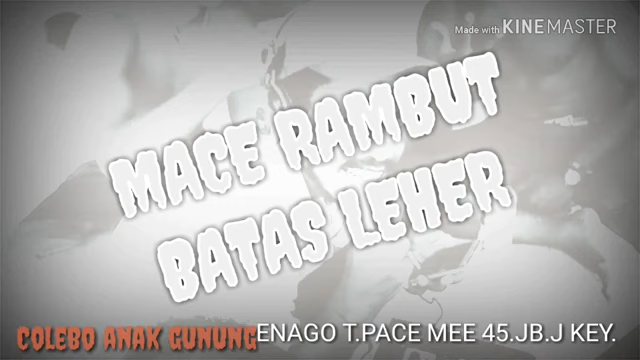 Made with KINEMASTER
MACE RAMBUT
BATAS LEHER
COLEBO ANAK GUNUNG ENAGO T.PACE MEE 45.JB.J KEY.